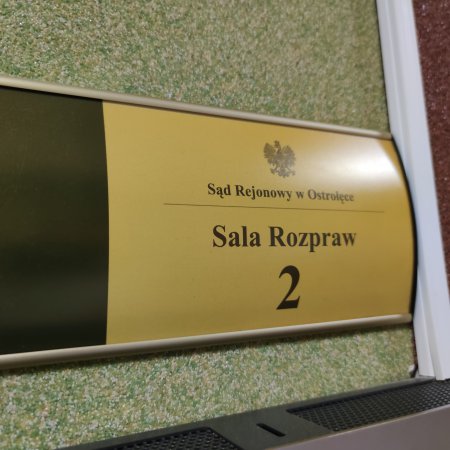 Sąd Rejonowy w Ostrołęce
Sala Rozpraw
2